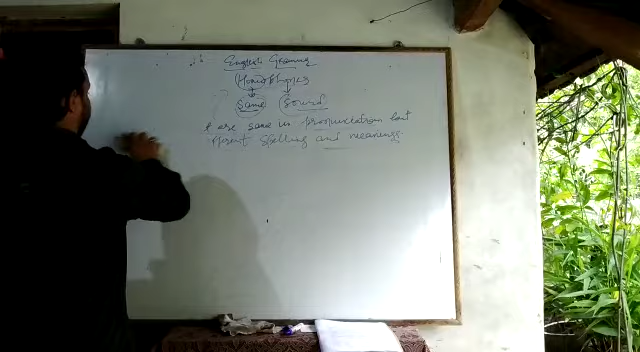 English Grammar
Homophones
Same Sound
are same in pronunciation but
spelling and meanings.